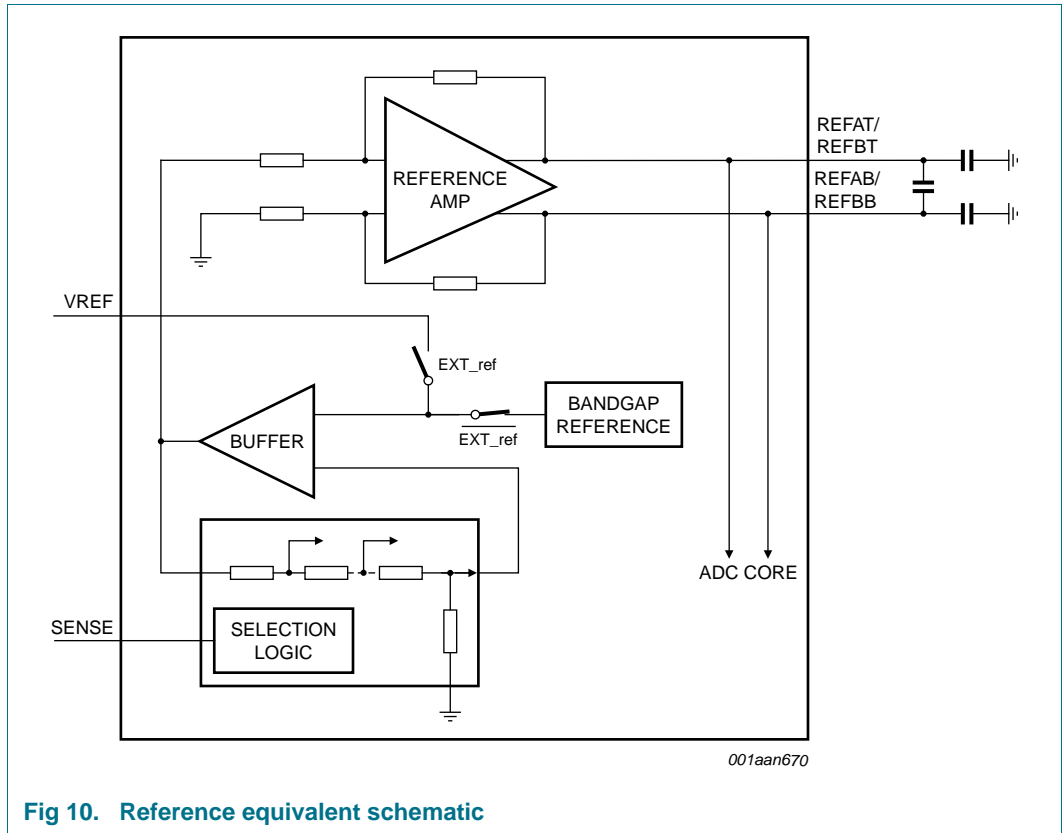 REFAT/
REFBT
REFERENCE
AMP
REFAB/
REFBB
VREF
EXT_ref
BANDGAP
REFERENCE
EXT_ref
BUFFER
ADC CORE
SENSE
SELECTION
LOGIC
001aan670
Fig 10. Reference equivalent schematic